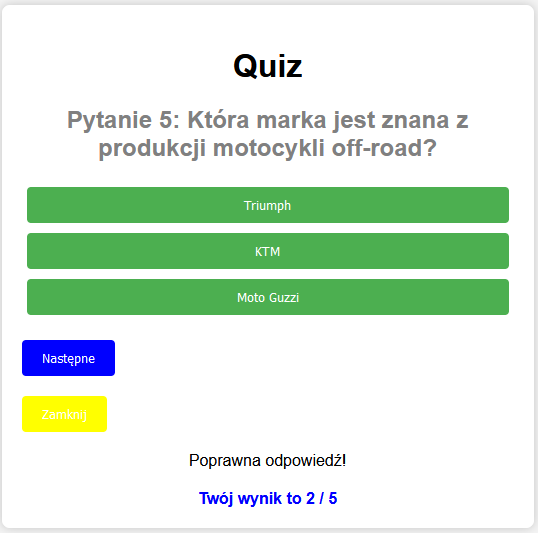 Quiz
Pytanie 5: Która marka jest znana z
produkcji motocykli off-road?
Triumph
KTM
Moto Guzzi
Następne
Zamknij
Poprawna odpowiedź!
Twój wynik to 2 / 5